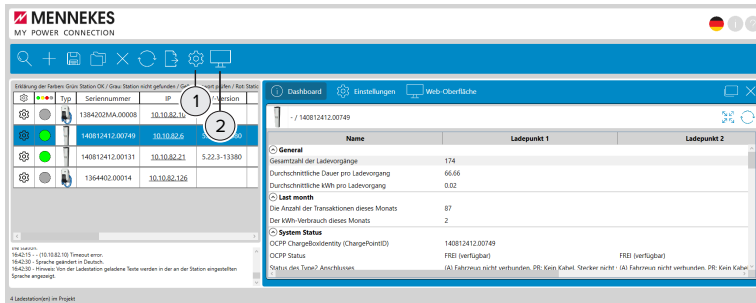 MENNEKES
MY POWER CONNECTION
Erklärung der Farben: Grün: Station OK / Grau: Station nicht gefunden / Rot: Static
Typ Seriennummer IP -Version
1384202MA.00008 10.10.82.10
140812412.00749 10.10.82.6
140812412.00131 10.10.82.21 5.22.3-13380
1364402.00014 10.10.82.126
1
2
16:42:15 - - (10.10.82.10) Timeout error.
16:42:30 - Sprache geändert in Deutsch.
16:42:30 - Hinweis: Von der Ladestation geladene Texte werden in der an der Station eingestellten
Sprache angezeigt.
4 Ladestation(en) im Projekt
Dashboard Einstellungen Web-Oberfläche
- / 140812412.00749
Name Ladepunkt 1 Ladepunkt 2
General
Gesamtzahl der Ladevorgänge 174
Durchschnittliche Dauer pro Ladevorgang 66.66
Durchschnittliche kWh pro Ladevorgang 0.02
Last month
Die Anzahl der Transaktionen dieses Monats 87
Der kWh-Verbrauch dieses Monats 2
System Status
OCPP ChargeBoxIdentity (ChargePointID) 140812412.00749
OCPP Status FREI (verfügbar) FREI (verfügbar)
Status des Type2 Anschlusses (A) Fahrzeug nicht verbunden, PR: Kein Kabel, Stecker nicht (A) Fahrzeug nicht verbunden, PR: Kein Kabe